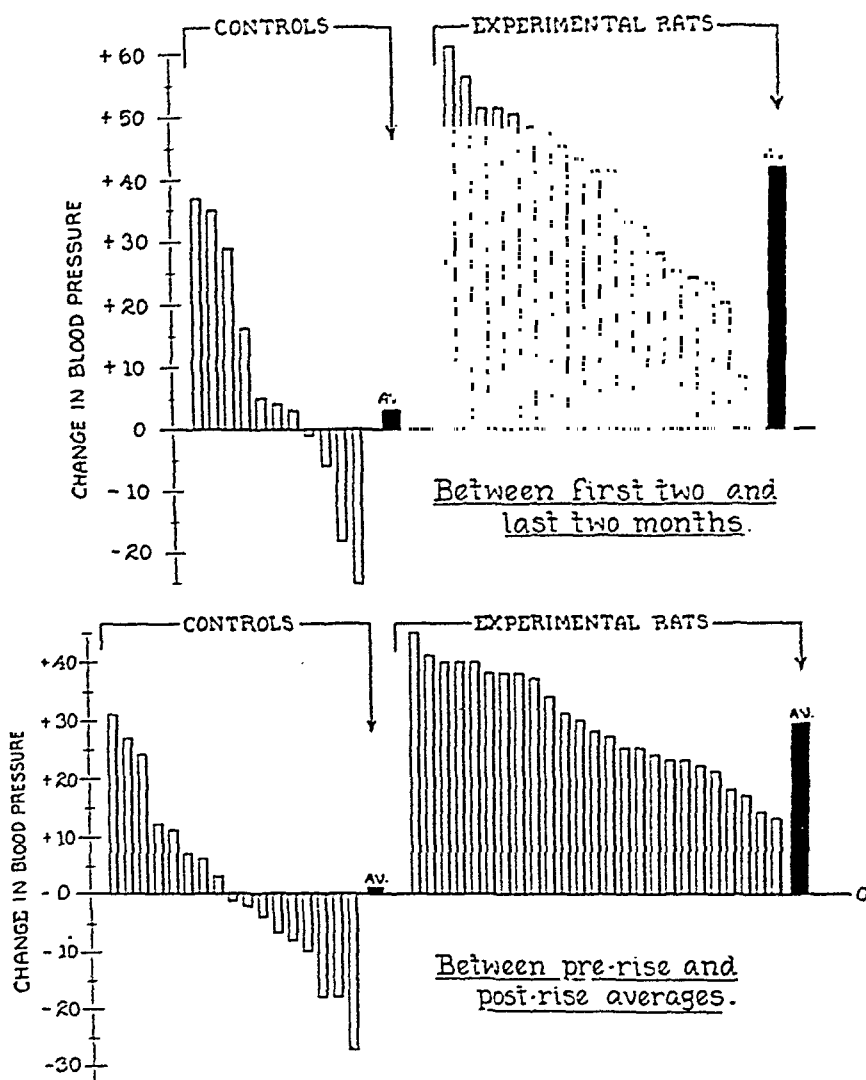 CONTROLS EXPERIMENTAL RATS
+60
+50
+40
+30
+20
+10
0
-10
-20
CHANGE IN BLOOD PRESSURE
AV.
Between first two and
last two months.
CONTROLS EXPERIMENTAL RATS
+40
+30
+20
+10
- 0
-10
-20
-30
CHANGE IN BLOOD PRESSURE
AV.
AV.
0
Between pre-rise and
post-rise averages.